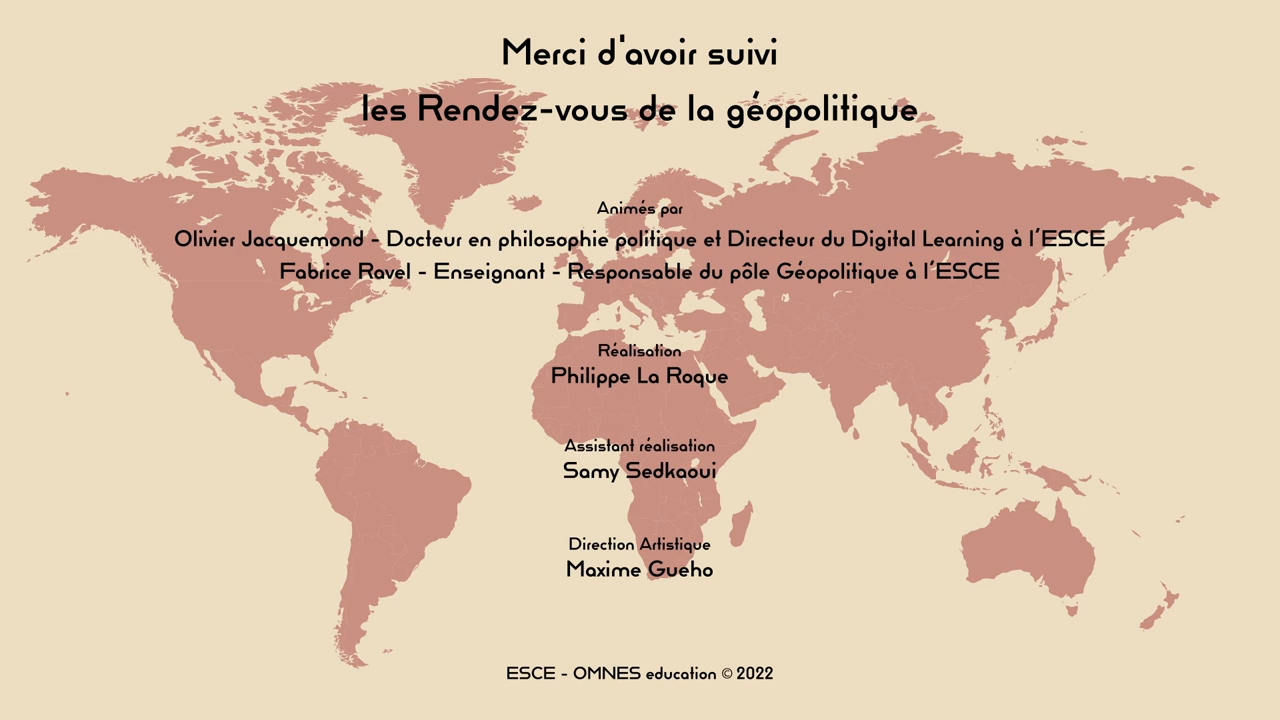 Merci d'avoir suivi
les Rendez-vous de la géopolitique
Animés par
Olivier Jacquemond - Docteur en philosophie politique et Directeur du Digital Learning à l'ESCE
Fabrice Ravel - Enseignant - Responsable du pôle Géopolitique à l'ESCE
Réalisation
Philippe La Roque
Assistant réalisation
Samy Sedkaoui
Direction Artistique
Maxime Gueho
ESCE - OMNES education © 2022